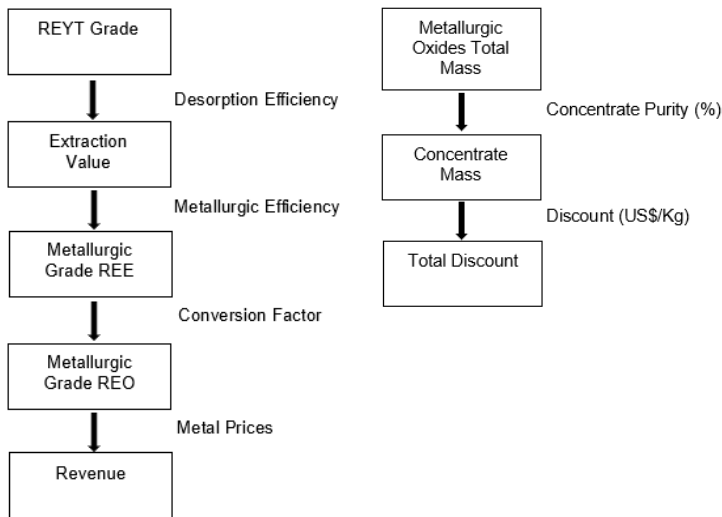 REYT Grade
Desorption Efficiency
Extraction
Value
Metallurgic Efficiency
Metallurgic
Grade REE
Conversion Factor
Metallurgic
Grade REO
Metal Prices
Revenue
Metallurgic
Oxides Total
Mass
Concentrate Purity (%)
Concentrate
Mass
Discount (US$/Kg)
Total Discount